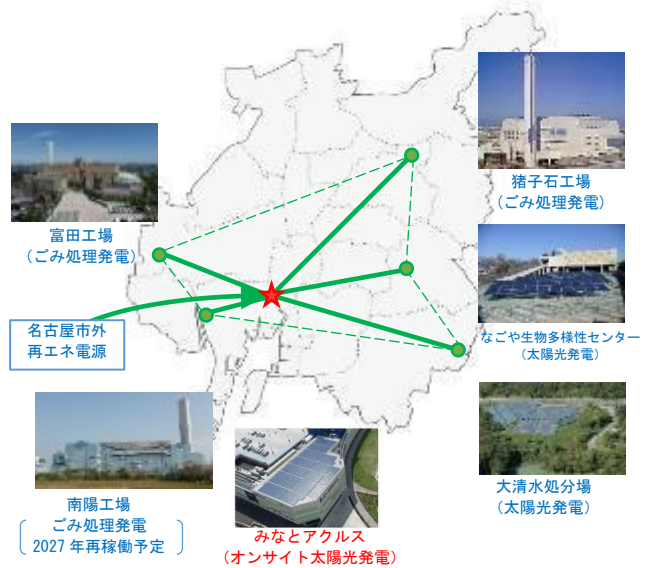 猪子石工場
（ごみ処理発電）
富田工場
（ごみ処理発電）
名古屋市外
再エネ電源
なごや生物多様性センター
（太陽光発電）
大清水処分場
（太陽光発電）
南陽工場
ごみ処理発電
2027 年再稼働予定
みなとアクルス
（オンサイト太陽光発電）